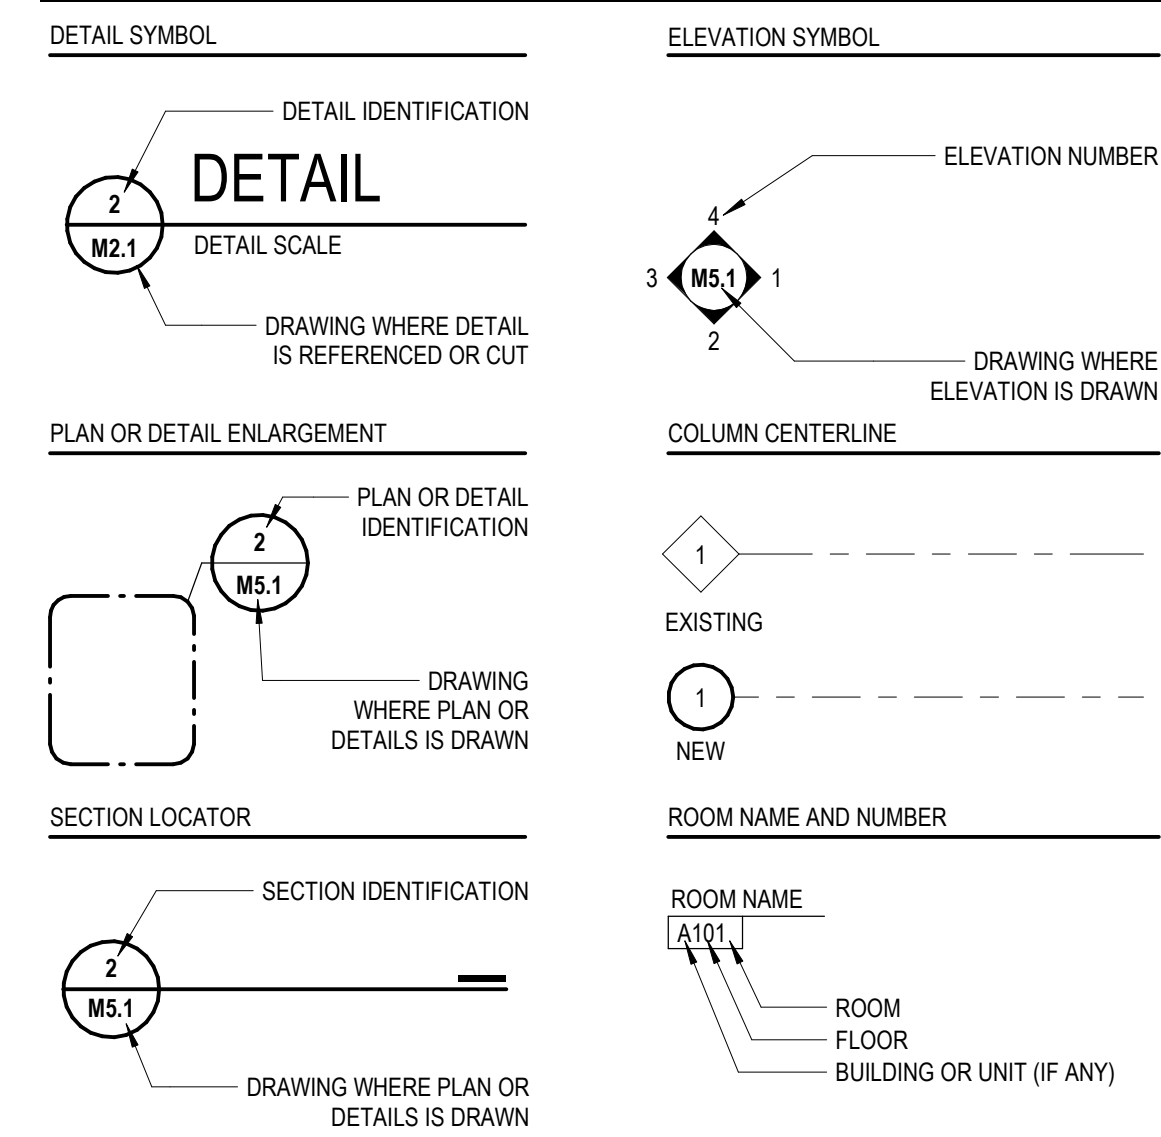 DETAIL SYMBOL
DETAIL IDENTIFICATION
DETAIL
2
M2.1
DETAIL SCALE
DRAWING WHERE DETAIL
IS REFERENCED OR CUT
ELEVATION SYMBOL
ELEVATION NUMBER
4
3
M5.1
1
2
DRAWING WHERE
ELEVATION IS DRAWN
PLAN OR DETAIL ENLARGEMENT
PLAN OR DETAIL
IDENTIFICATION
2
M5.1
DRAWING
WHERE PLAN OR
DETAILS IS DRAWN
COLUMN CENTERLINE
1
EXISTING
1
NEW
SECTION LOCATOR
SECTION IDENTIFICATION
2
M5.1
DRAWING WHERE PLAN OR
DETAILS IS DRAWN
ROOM NAME AND NUMBER
ROOM NAME
A101
ROOM
FLOOR
BUILDING OR UNIT (IF ANY)